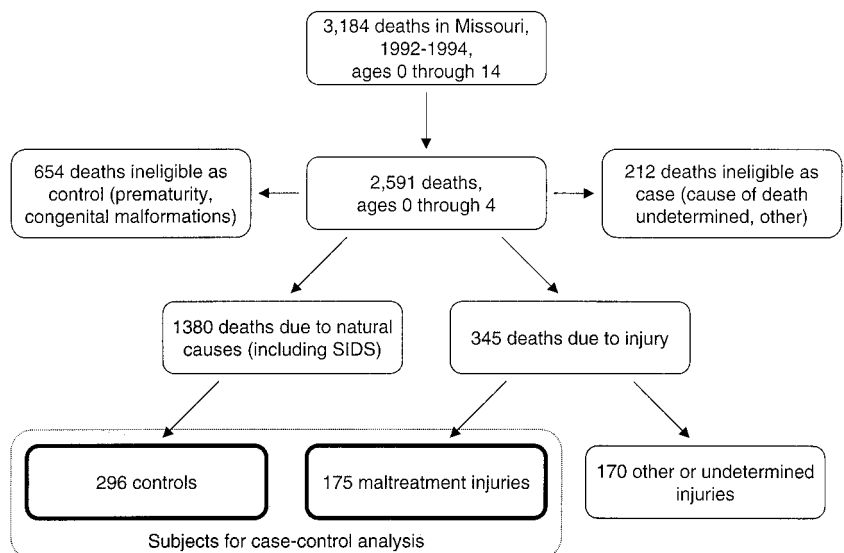 3,184 deaths in Missouri,
1992-1994,
ages 0 through 14
654 deaths ineligible as
control (prematurity,
congenital malformations)
2,591 deaths,
ages 0 through 4
212 deaths ineligible as
case (cause of death
undetermined, other)
1380 deaths due to natural
causes (including SIDS)
345 deaths due to injury
296 controls
175 maltreatment injuries
170 other or undetermined
injuries
Subjects for case-control analysis